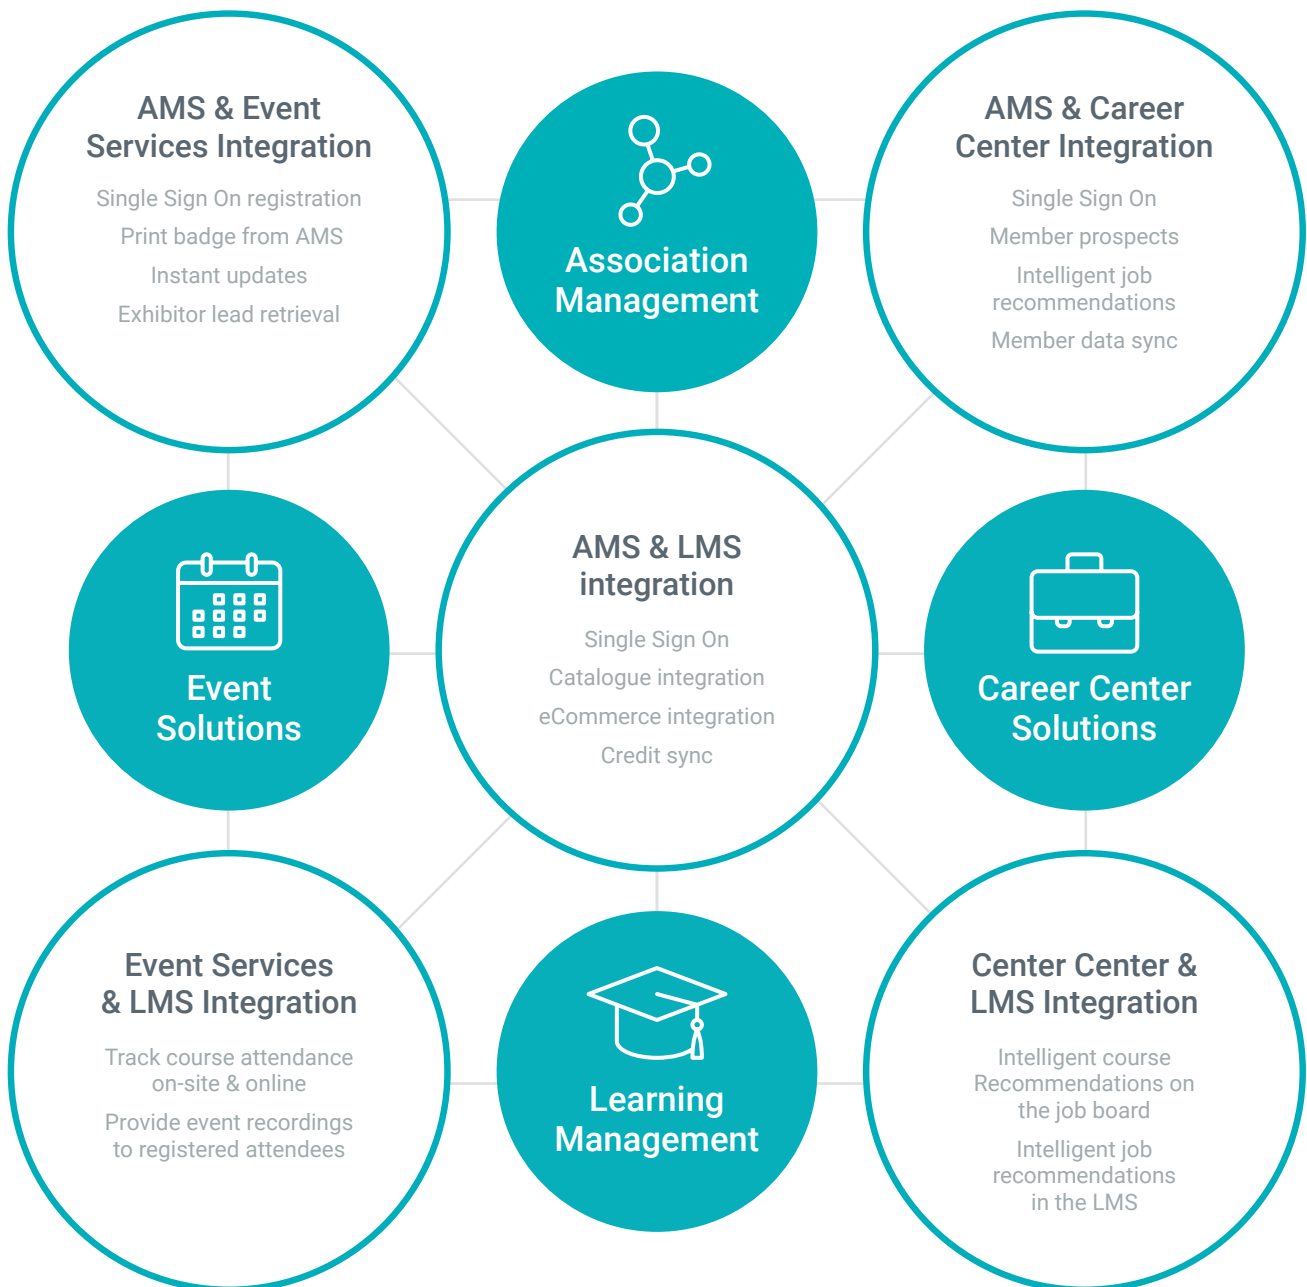 AMS & Event
Services Integration
Single Sign On registration
Print badge from AMS
Instant updates
Exhibitor lead retrieval
Association
Management
AMS & Career
Center Integration
Single Sign On
Member prospects
Intelligent job
recommendations
Member data sync
Event
Solutions
AMS & LMS
integration
Single Sign On
Catalogue integration
eCommerce integration
Credit sync
Career Center
Solutions
Event Services
& LMS Integration
Track course attendance
on-site & online
Provide event recordings
to registered attendees
Learning
Management
Center Center &
LMS Integration
Intelligent course
Recommendations on
the job board
Intelligent job
recommendations
in the LMS